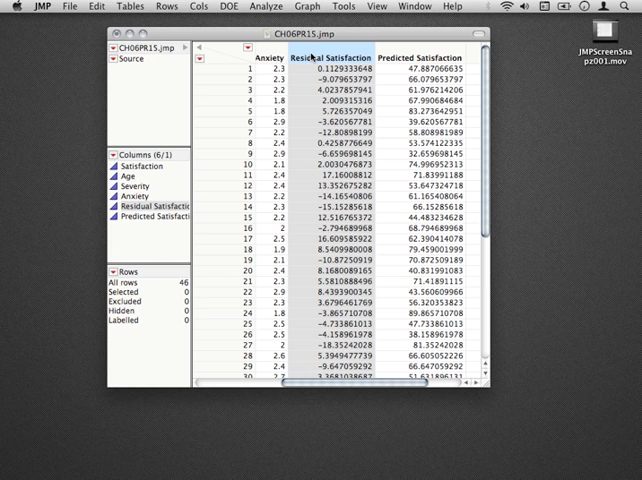 JMP File Edit Tables Rows Cols DOE Analyze Graph Tools View Window Help
CH06PR15.jmp
JMPScreenSna
pz001.mov
CH06PR15.jmp
Source
Columns (6/1)
Satisfaction
Age
Severity
Anxiety
Residual Satisfactic
Predicted Satisfacti
Rows
All rows 46
Selected 0
Excluded 0
Hidden 0
Labelled 0
Anxiety Residual Satisfaction Predicted Satisfaction
1 2.3 0.1129333648 47.887066635
2 2.3 -9.079653797 66.079653797
3 2.2 4.0237857941 61.976214206
4 1.8 2.009315316 67.990684684
5 1.8 5.726357049 83.273642951
6 2.9 -3.620567781 39.620567781
7 2.2 -12.80898199 58.808981989
8 2.4 0.4258776649 53.574122335
9 2.9 -6.659698145 32.659698145
10 2.1 2.0030476873 74.996952313
11 2.4 17.16008812 71.83991188
12 2.4 13.352675282 53.647324718
13 2.2 -14.16540806 61.165408064
14 2.3 -15.15285618 66.15285618
15 2.2 12.516765372 44.483234628
16 2 -2.794689968 68.794689968
17 2.5 16.609585922 62.390414078
18 1.9 8.5409980008 79.459001999
19 2.1 -10.87250919 70.872509189
20 2.4 8.1680089165 40.831991083
21 2.3 5.5810888496 71.41891115
22 2.9 8.4393900345 43.560609966
23 2.3 3.6796461769 56.320353823
24 1.8 -3.865710708 89.865710708
25 2.5 -4.733861013 47.733861013
26 2.5 -4.158961978 38.158961978
27 2 -18.35242028 81.35242028
28 2.6 5.3949477739 66.605052226
29 2.4 -9.647059292 66.647059292
30 2.7 3.3681038687 51.631896131